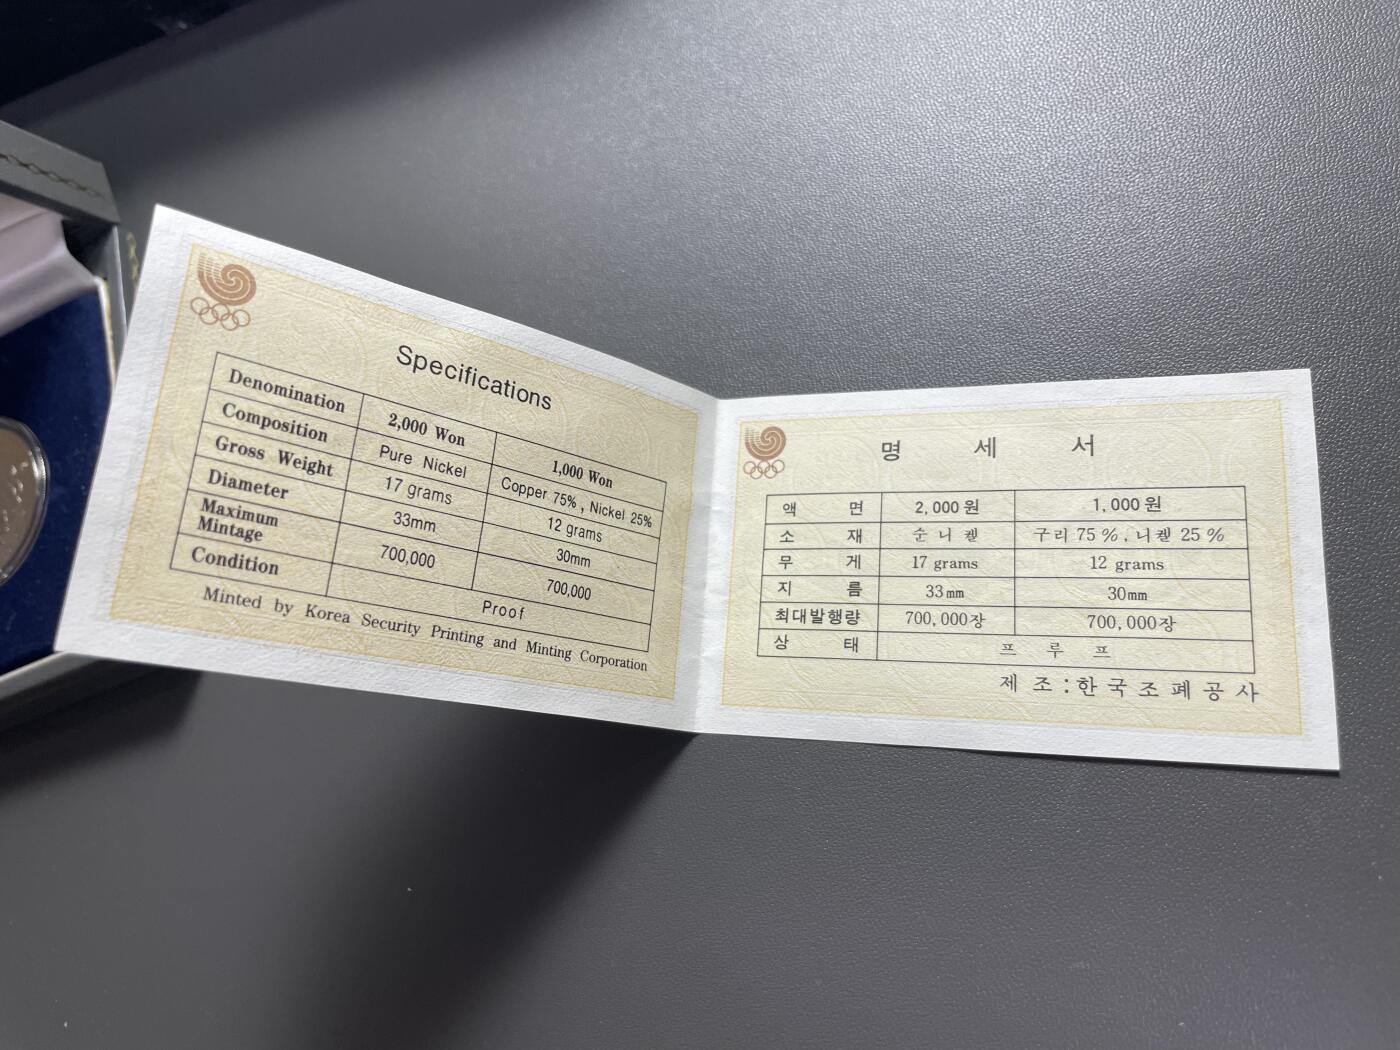 Specifications
Denomination 2,000 Won 1,000 Won
Composition Pure Nickel Copper 75%, Nickel 25%
Gross Weight 17 grams 12 grams
Diameter 33mm 30mm
Maximum
Mintage 700,000 700,000
Condition Proof
Minted by Korea Security Printing and Minting Corporation
명 세 서
액 면 2,000원 1,000원
소 재 순 니 켈 구리 75%, 니켈 25%
무 게 17 grams 12 grams
지 름 33mm 30mm
최대발행량 700,000장 700,000장
상 태 프 루 프
제 조 : 한 국 조 폐 공 사